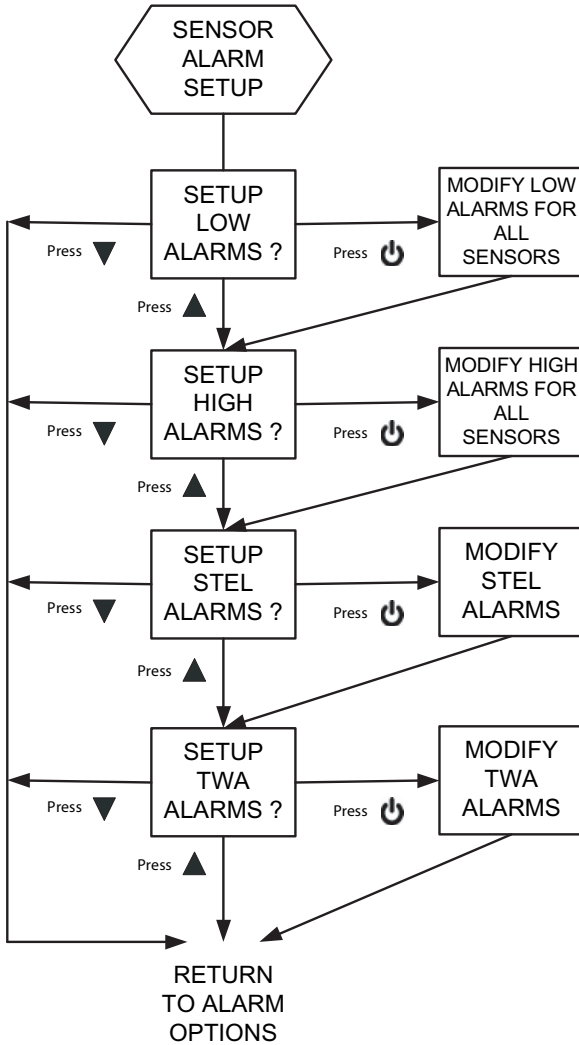 SENSOR
ALARM
SETUP
SETUP
LOW
ALARMS ?
Press
Press
MODIFY LOW
ALARMS FOR
ALL
SENSORS
Press
SETUP
HIGH
ALARMS ?
Press
Press
MODIFY HIGH
ALARMS FOR
ALL
SENSORS
Press
SETUP
STEL
ALARMS ?
Press
Press
MODIFY
STEL
ALARMS
Press
SETUP
TWA
ALARMS ?
Press
Press
MODIFY
TWA
ALARMS
Press
RETURN
TO ALARM
OPTIONS